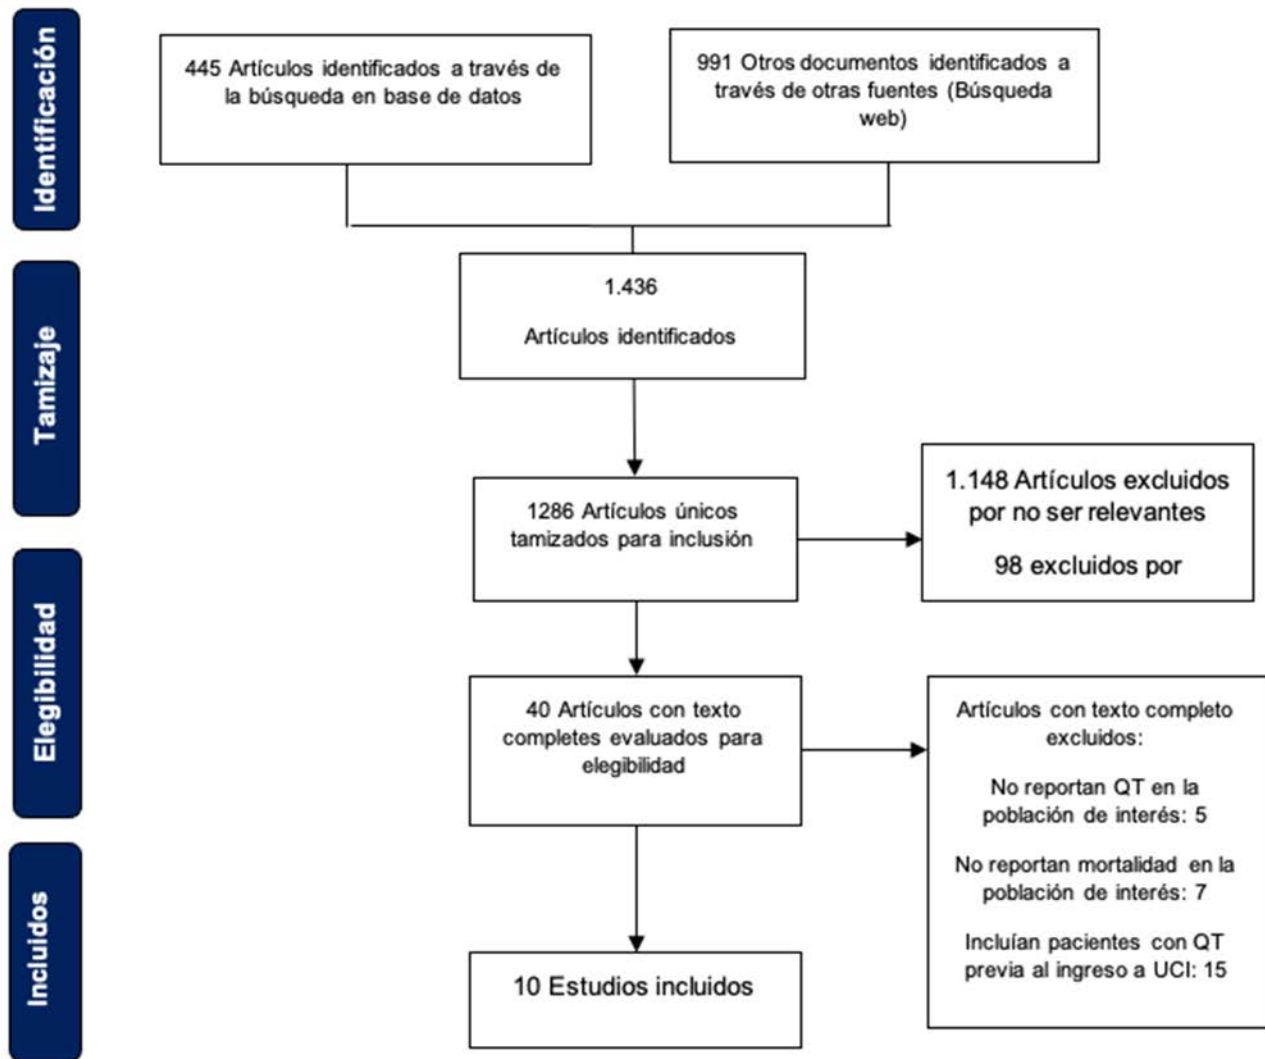 Identificación
445 Artículos identificados a través de
la búsqueda en base de datos
991 Otros documentos identificados a
través de otras fuentes (Búsqueda
web)
Tamizaje
1.436
Artículos identificados
1286 Artículos únicos
tamizados para inclusión
1.148 Artículos excluidos
por no ser relevantes
98 excluidos por
Elegibilidad
40 Artículos con texto
completes evaluados para
elegibilidad
Artículos con texto completo
excluidos:
No reportan QT en la
población de interés: 5
No reportan mortalidad en la
población de interés: 7
Incluían pacientes con QT
previa al ingreso a UCI: 15
Incluidos
10 Estudios incluidos